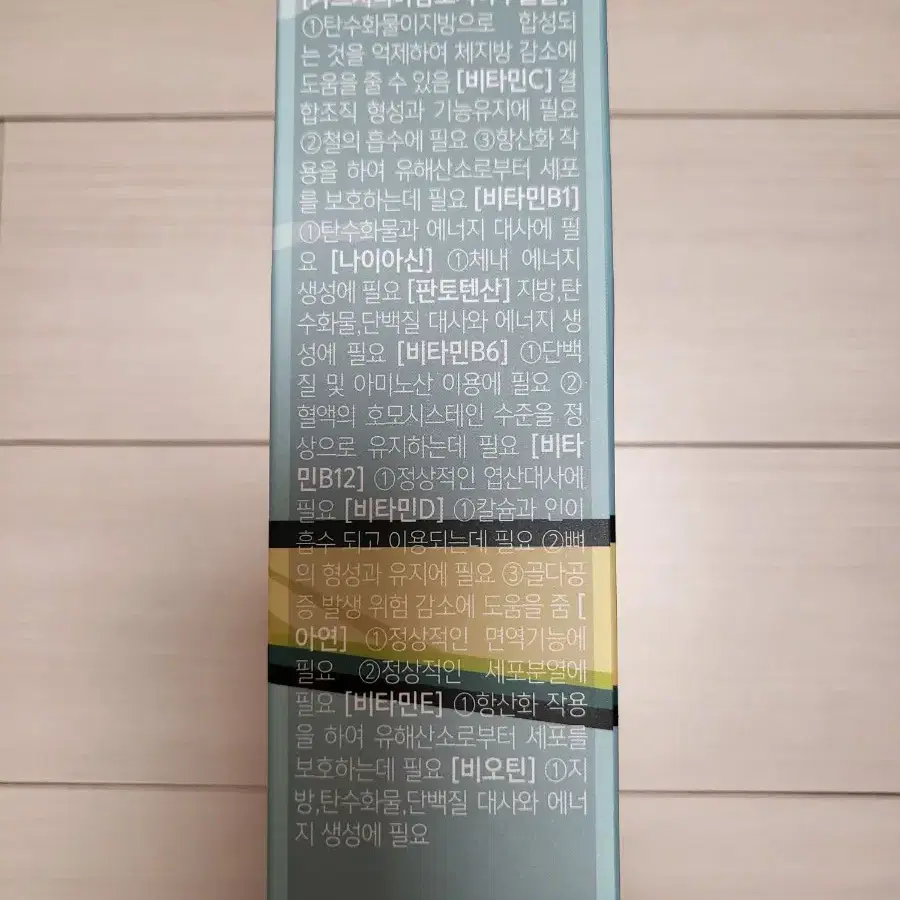 ①탄수화물이지방으로 합성되
는 것을 억제하여 체지방 감소에
도움을 줄 수 있음 [비타민C] 결
합조직 형성과 기능유지에 필요
②철의 흡수에 필요 ③항산화 작
용을 하여 유해산소로부터 세포
를 보호하는데 필요 [비타민B1]
①탄수화물과 에너지 대사에 필
요 [나이아신] ①체내 에너지
생성에 필요 [판토텐산] 지방,탄
수화물,단백질 대사와 에너지 생
성에 필요 [비타민B6] ①단백
질 및 아미노산 이용에 필요 ②
혈액의 호모시스테인 수준을 정
상으로 유지하는데 필요 [비타
민B12] ①정상적인 엽산대사에
필요 [비타민D] ①칼슘과 인이
흡수 되고 이용되는데 필요 ②뼈
의 형성과 유지에 필요 ③골다공
증 발생 위험 감소에 도움을 줌 [
아연] ①정상적인 면역기능에
필요 ②정상적인 세포분열에
필요 [비타민E] ①항산화 작용
을 하여 유해산소로부터 세포를
보호하는데 필요 [비오틴] ①지
방,탄수화물,단백질 대사와 에너
지 생성에 필요